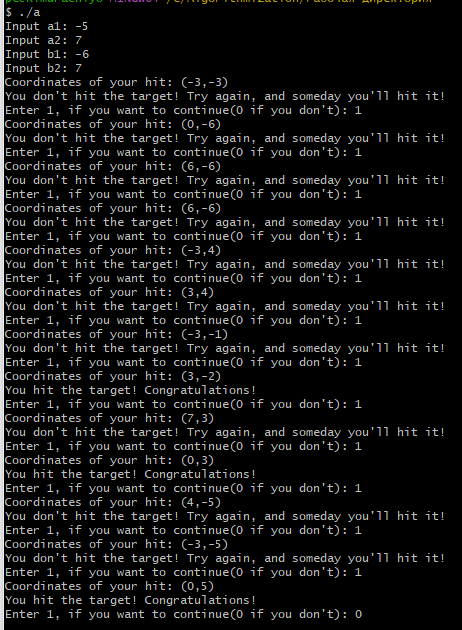 $ ./a
Input a1: -5
Input a2: 7
Input b1: -6
Input b2: 7
Coordinates of your hit: (-3,-3)
You don't hit the target! Try again, and someday you'll hit it!
Enter 1, if you want to continue(0 if you don't): 1
Coordinates of your hit: (0,-6)
You don't hit the target! Try again, and someday you'll hit it!
Enter 1, if you want to continue(0 if you don't): 1
Coordinates of your hit: (6,-6)
You don't hit the target! Try again, and someday you'll hit it!
Enter 1, if you want to continue(0 if you don't): 1
Coordinates of your hit: (6,-6)
You don't hit the target! Try again, and someday you'll hit it!
Enter 1, if you want to continue(0 if you don't): 1
Coordinates of your hit: (-3,4)
You don't hit the target! Try again, and someday you'll hit it!
Enter 1, if you want to continue(0 if you don't): 1
Coordinates of your hit: (3,4)
You don't hit the target! Try again, and someday you'll hit it!
Enter 1, if you want to continue(0 if you don't): 1
Coordinates of your hit: (-3,-1)
You don't hit the target! Try again, and someday you'll hit it!
Enter 1, if you want to continue(0 if you don't): 1
Coordinates of your hit: (3,-2)
You hit the target! Congratulations!
Enter 1, if you want to continue(0 if you don't): 1
Coordinates of your hit: (7,3)
You don't hit the target! Try again, and someday you'll hit it!
Enter 1, if you want to continue(0 if you don't): 1
Coordinates of your hit: (0,3)
You hit the target! Congratulations!
Enter 1, if you want to continue(0 if you don't): 1
Coordinates of your hit: (4,-5)
You don't hit the target! Try again, and someday you'll hit it!
Enter 1, if you want to continue(0 if you don't): 1
Coordinates of your hit: (-3,-5)
You don't hit the target! Try again, and someday you'll hit it!
Enter 1, if you want to continue(0 if you don't): 1
Coordinates of your hit: (0,5)
You hit the target! Congratulations!
Enter 1, if you want to continue(0 if you don't): 0